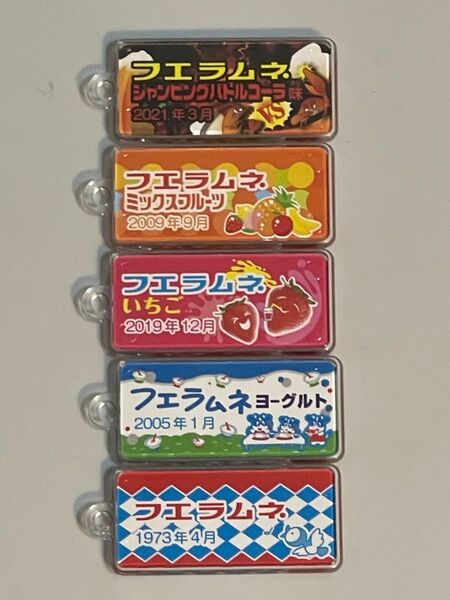 フエラムネ
ジャンピングバトルコーラ味
2021年3月
VS
フエラムネ
ミックスフルーツ
2009年9月
フエラムネ
いちご
2019年12月
フエラムネ ヨーグルト
2005年1月
フエラムネ
1973年4月